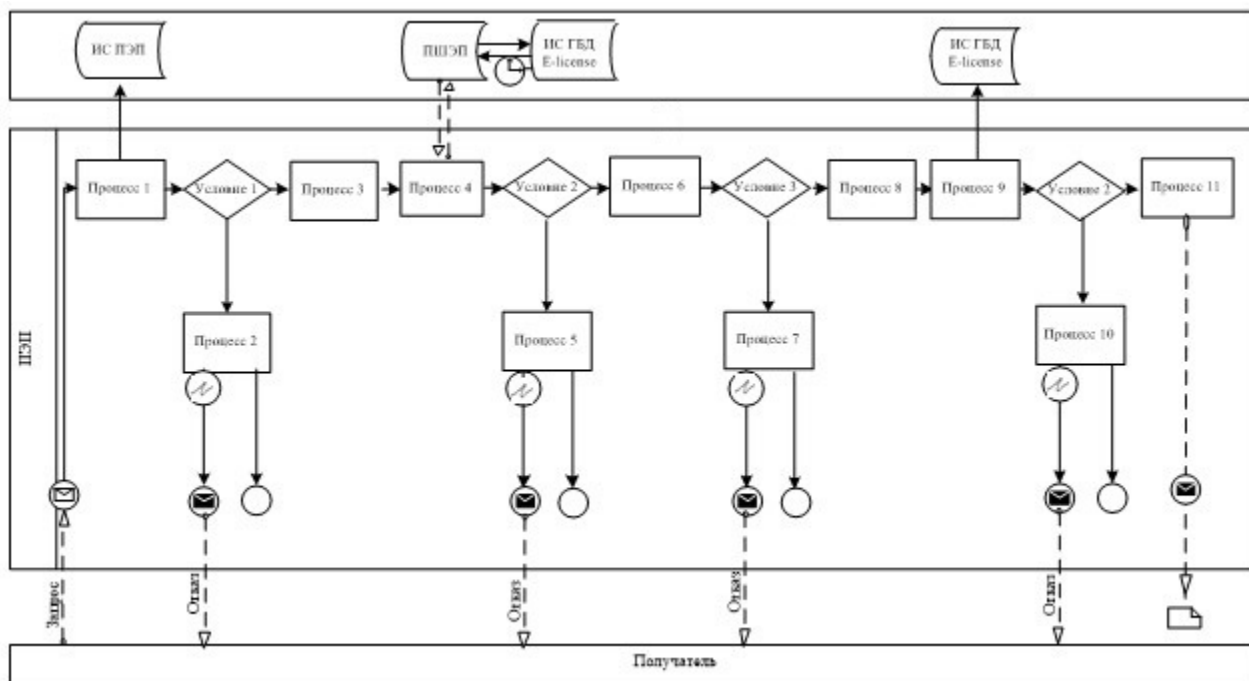 ИС ПЭП
ПШЭП
ИС ГБД
E-license
ИС ГБД
E-license
ПЭП
Процесс 1
Условие 1
Процесс 3
Процесс 4
Условие 2
Процесс 6
Условие 3
Процесс 8
Процесс 9
Условие 2
Процесс 11
Процесс 2
Процесс 5
Процесс 7
Процесс 10
Запрос
Отказ
Отказ
Отказ
Отказ
Получатель